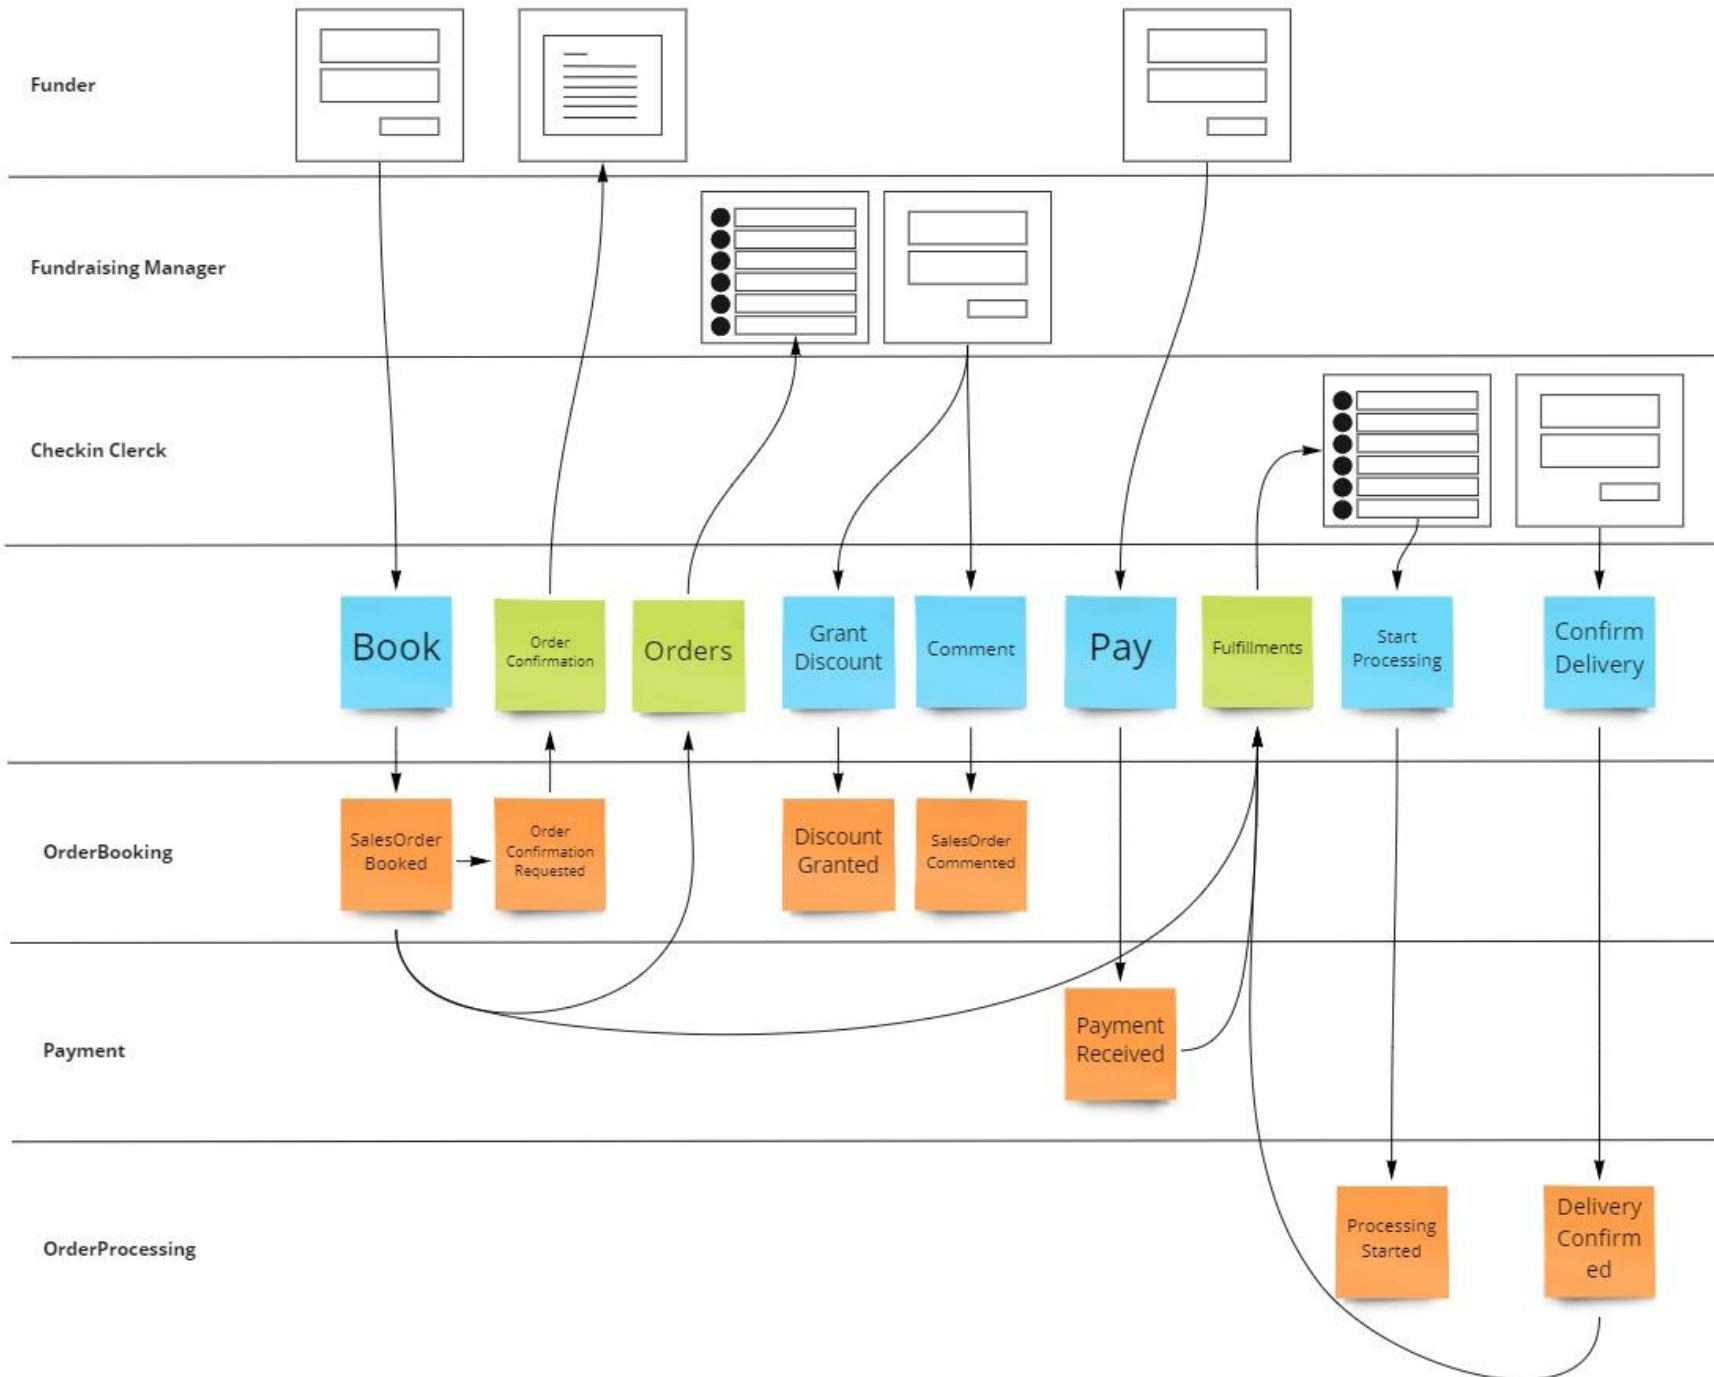 Funder
Fundraising Manager
Checkin Clerck
Book
Order
Confirmation
Orders
Grant
Discount
Comment
Pay
Fulfillments
Start
Processing
Confirm
Delivery
OrderBooking
SalesOrder
Booked
Order
Confirmation
Requested
Discount
Granted
SalesOrder
Commented
Payment
Payment
Received
OrderProcessing
Processing
Started
Delivery
Confirm
ed